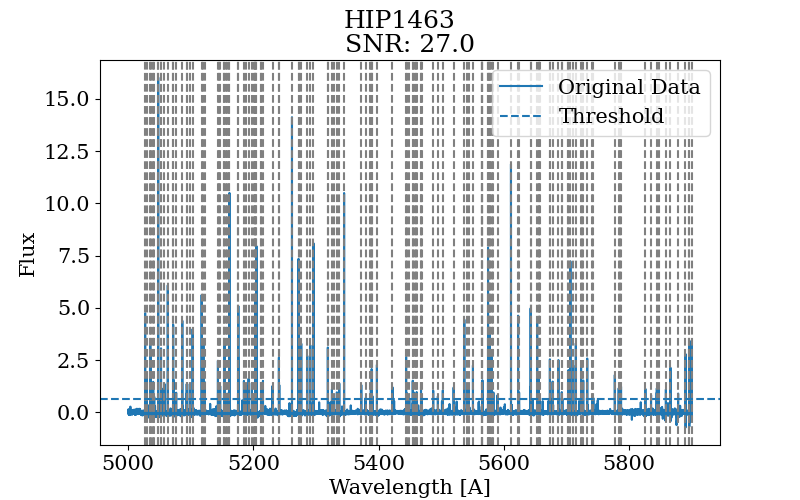 HIP1463
SNR: 27.0
Original Data
Threshold
Flux
15.0
12.5
10.0
7.5
5.0
2.5
0.0
5000 5200 5400 5600 5800
Wavelength [A]